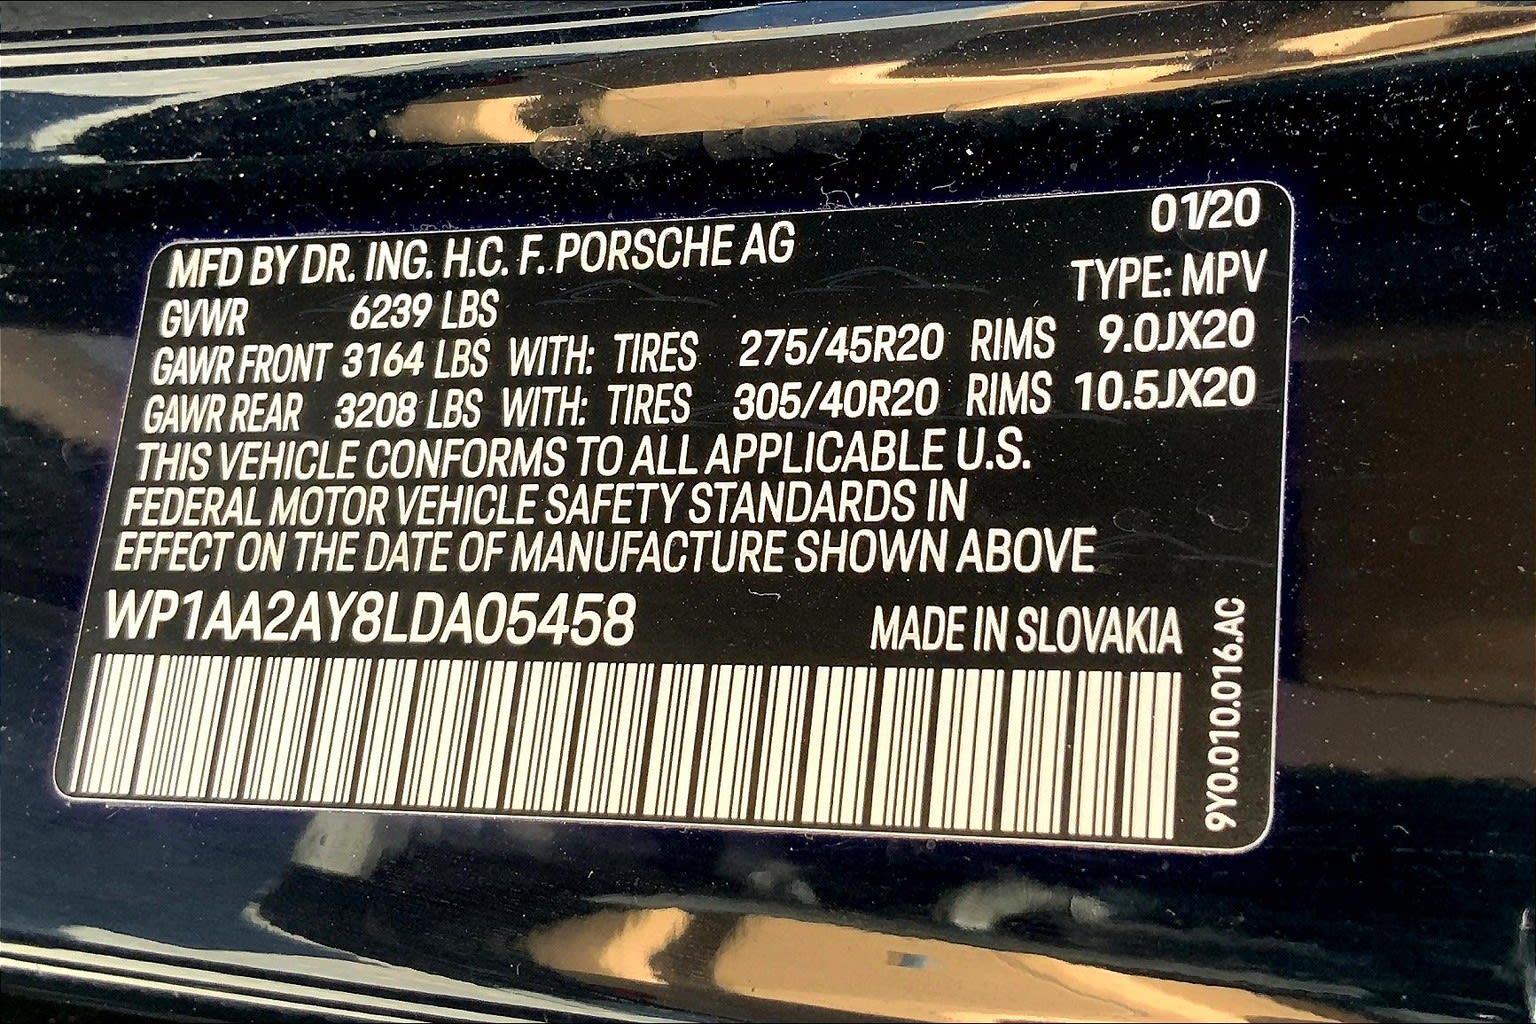 01/20
MFD BY DR. ING. H.C. F. PORSCHE AG
TYPE: MPV
GVWR 6239 LBS
GAWR FRONT 3164 LBS WITH: TIRES 275/45R20 RIMS 9.0JX20
GAWR REAR 3208 LBS WITH: TIRES 305/40R20 RIMS 10.5JX20
THIS VEHICLE CONFORMS TO ALL APPLICABLE U.S.
FEDERAL MOTOR VEHICLE SAFETY STANDARDS IN
EFFECT ON THE DATE OF MANUFACTURE SHOWN ABOVE
WP1AA2AY8LDA05458 MADE IN SLOVAKIA
9Y0.010.016.AC